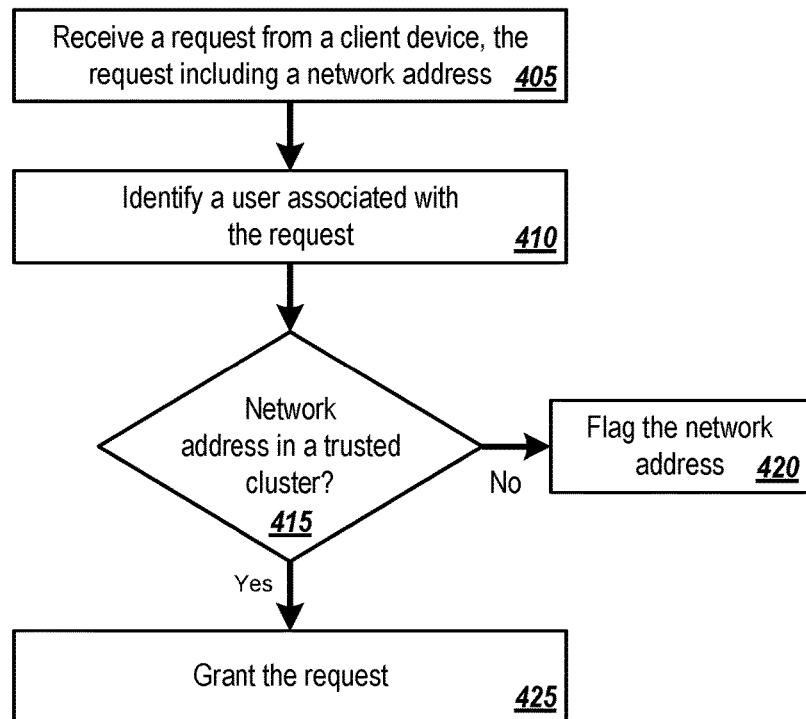 Receive a request from a client device, the
request including a network address 405
Identify a user associated with
the request 410
Network
address in a trusted
cluster?
415
No
Flag the network
address 420
Yes
Grant the request 425